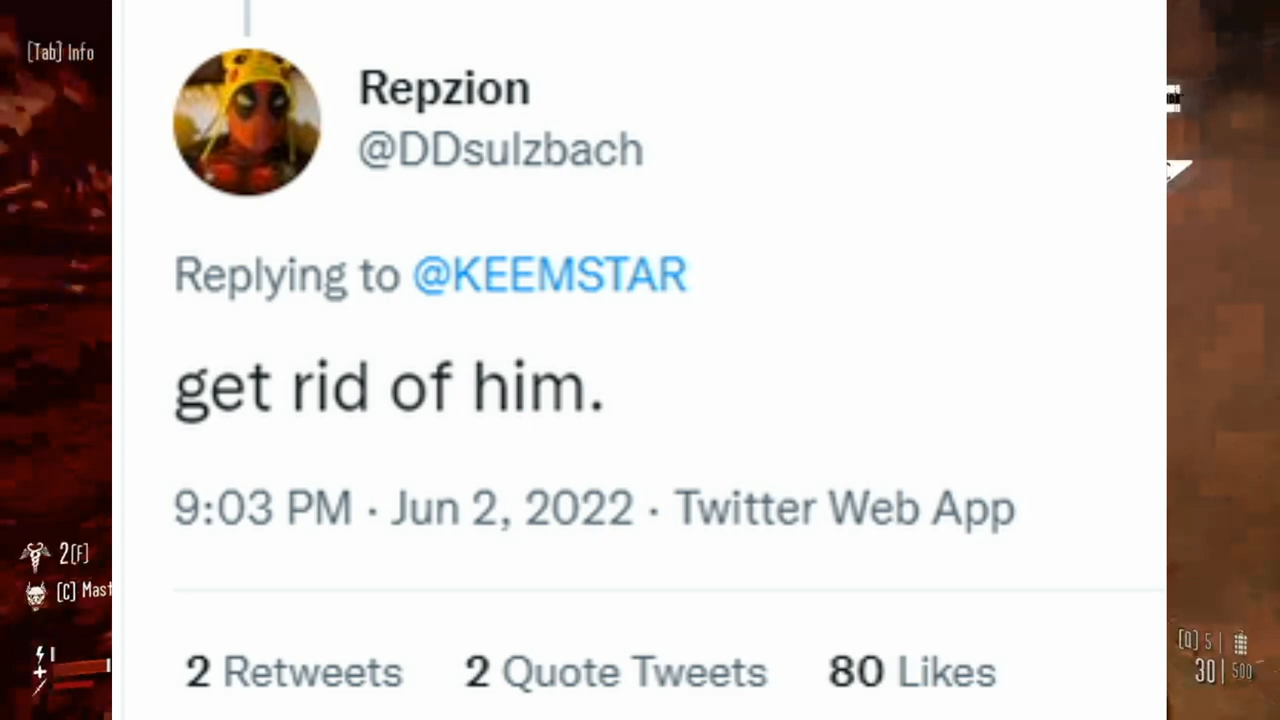 [Tab] Info
Repzion
@DDsulzbach
Replying to @KEEMSTAR
get rid of him.
9:03 PM · Jun 2, 2022 · Twitter Web App
2[F]
[C] Mast
2 Retweets 2 Quote Tweets 80 Likes
[Q] 5 |
30 | 500